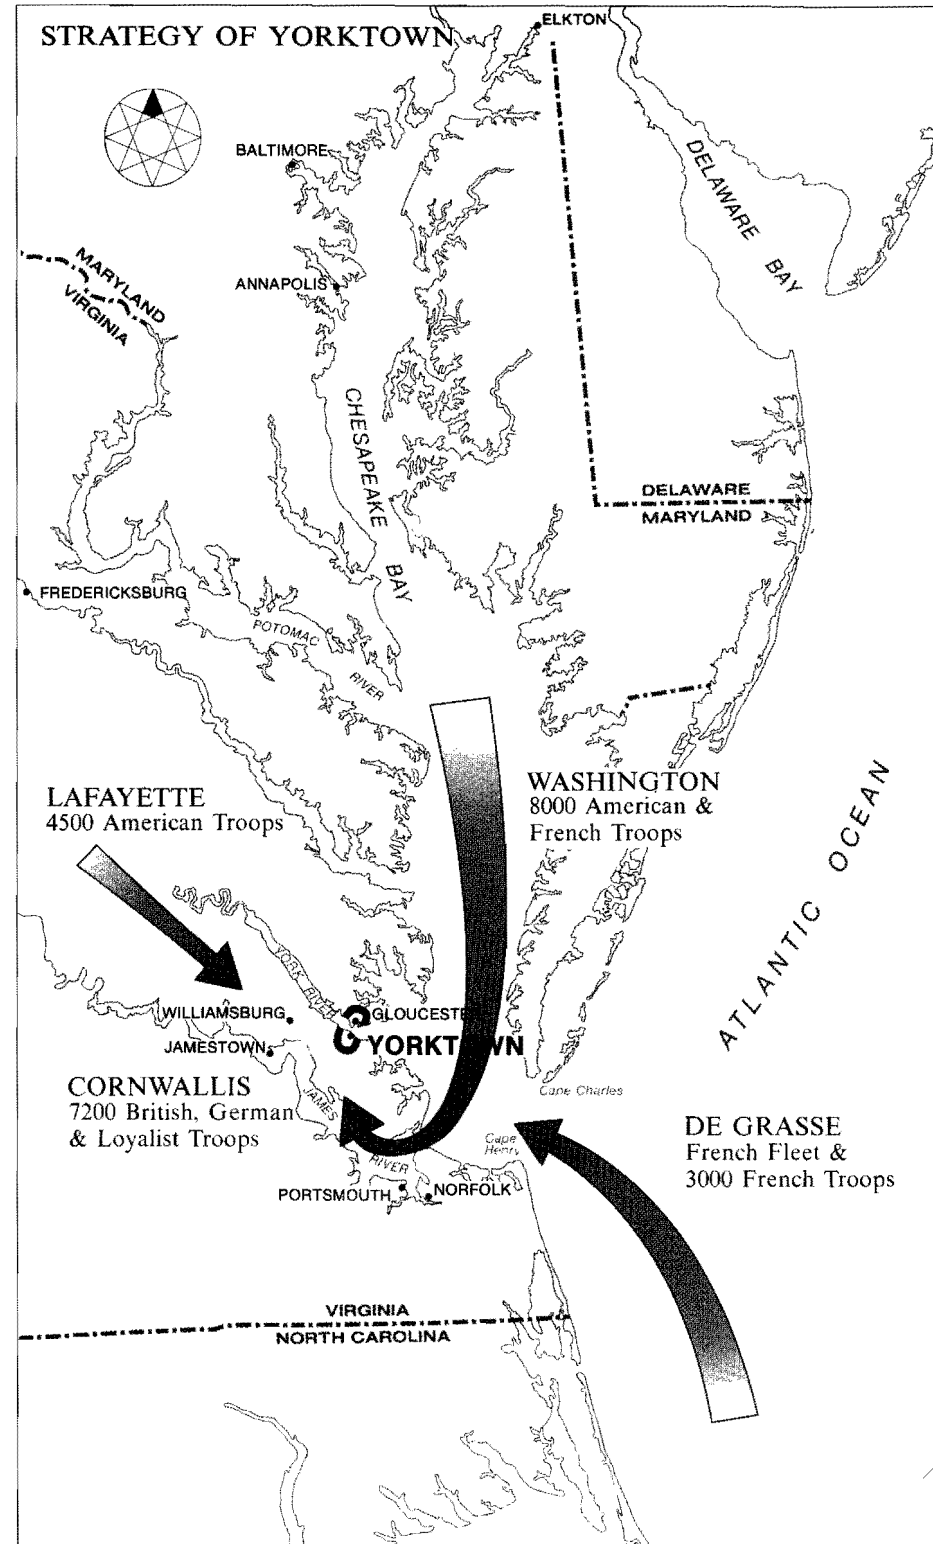 STRATEGY OF YORKTOWN
ELKTON
BALTIMORE
DELAWARE
BAY
MARYLAND
VIRGINIA
ANNAPOLIS
CHESAPEAKE
BAY
DELAWARE
MARYLAND
FREDERICKSBURG
POTOMAC
RIVER
LAFAYETTE
4500 American Troops
WASHINGTON
8000 American &
French Troops
ATLANTIC OCEAN
YORK RIVER
WILLIAMSBURG
GLOUCESTE
JAMESTOWN
YORKTOWN
CORNWALLIS
7200 British, German
& Loyalist Troops
JAMES
RIVER
Cape Charles
Cape
Henry
DE GRASSE
French Fleet &
3000 French Troops
PORTSMOUTH
NORFOLK
VIRGINIA
NORTH CAROLINA